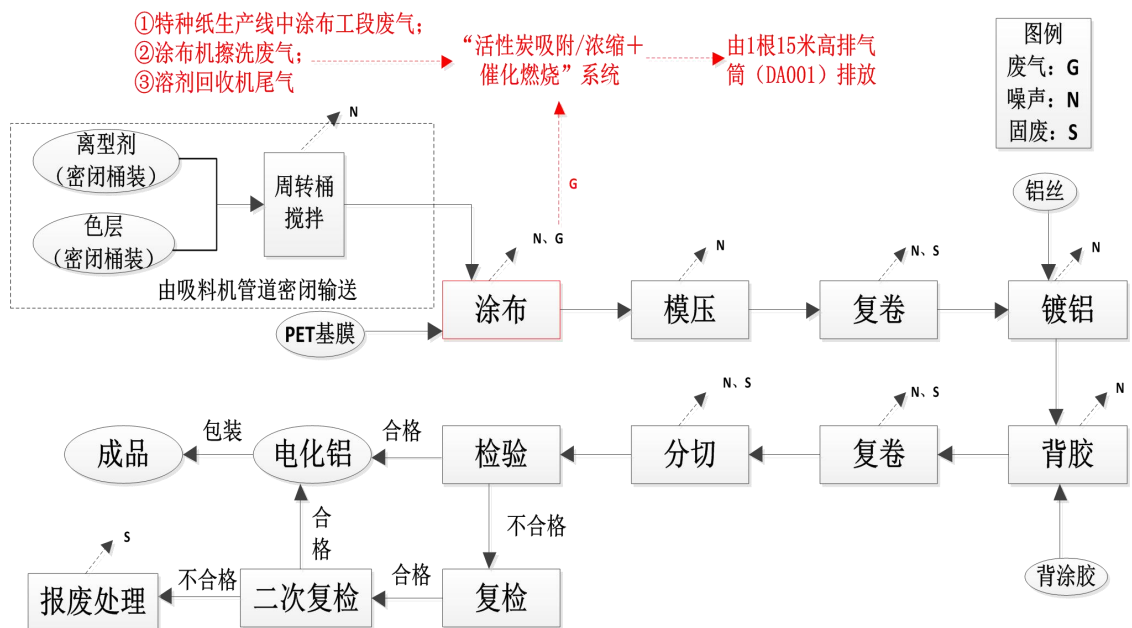 ①特种纸生产线中涂布工段废气；
②涂布机擦洗废气；
③溶剂回收机尾气
“活性炭吸附/浓缩＋
催化燃烧”系统
由1根15米高排气
筒（DA001）排放
图例
废气：G
噪声：N
固废：S
N
离型剂
（密闭桶装）
色层
（密闭桶装）
周转桶
搅拌
由吸料机管道密闭输送
G
铝丝
N、G
N
N、S
N
PET基膜
涂布
模压
复卷
镀铝
N、S
N、S
N
成品
包装
电化铝
合格
检验
分切
复卷
背胶
合
格
不合格
S
报废处理
不合格
二次复检
合格
复检
背涂胶